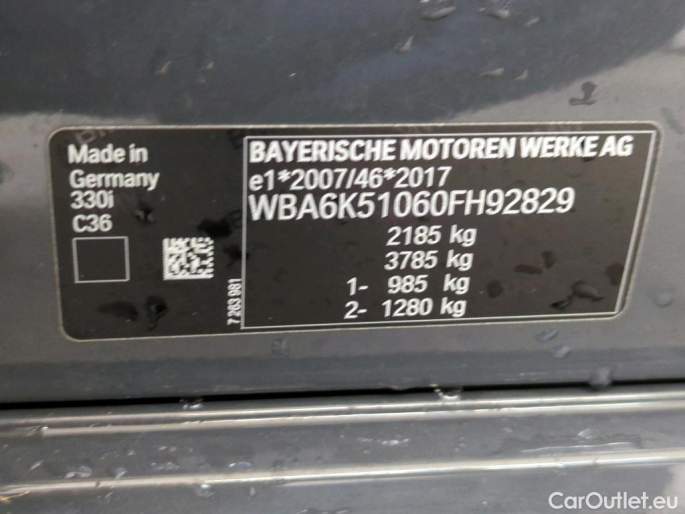 Made in
Germany
330i
C36
7 263 981
BAYERISCHE MOTOREN WERKE AG
e1*2007/46*2017
WBA6K51060FH92829
2185 kg
3785 kg
1- 985 kg
2- 1280 kg
CarOutlet.eu